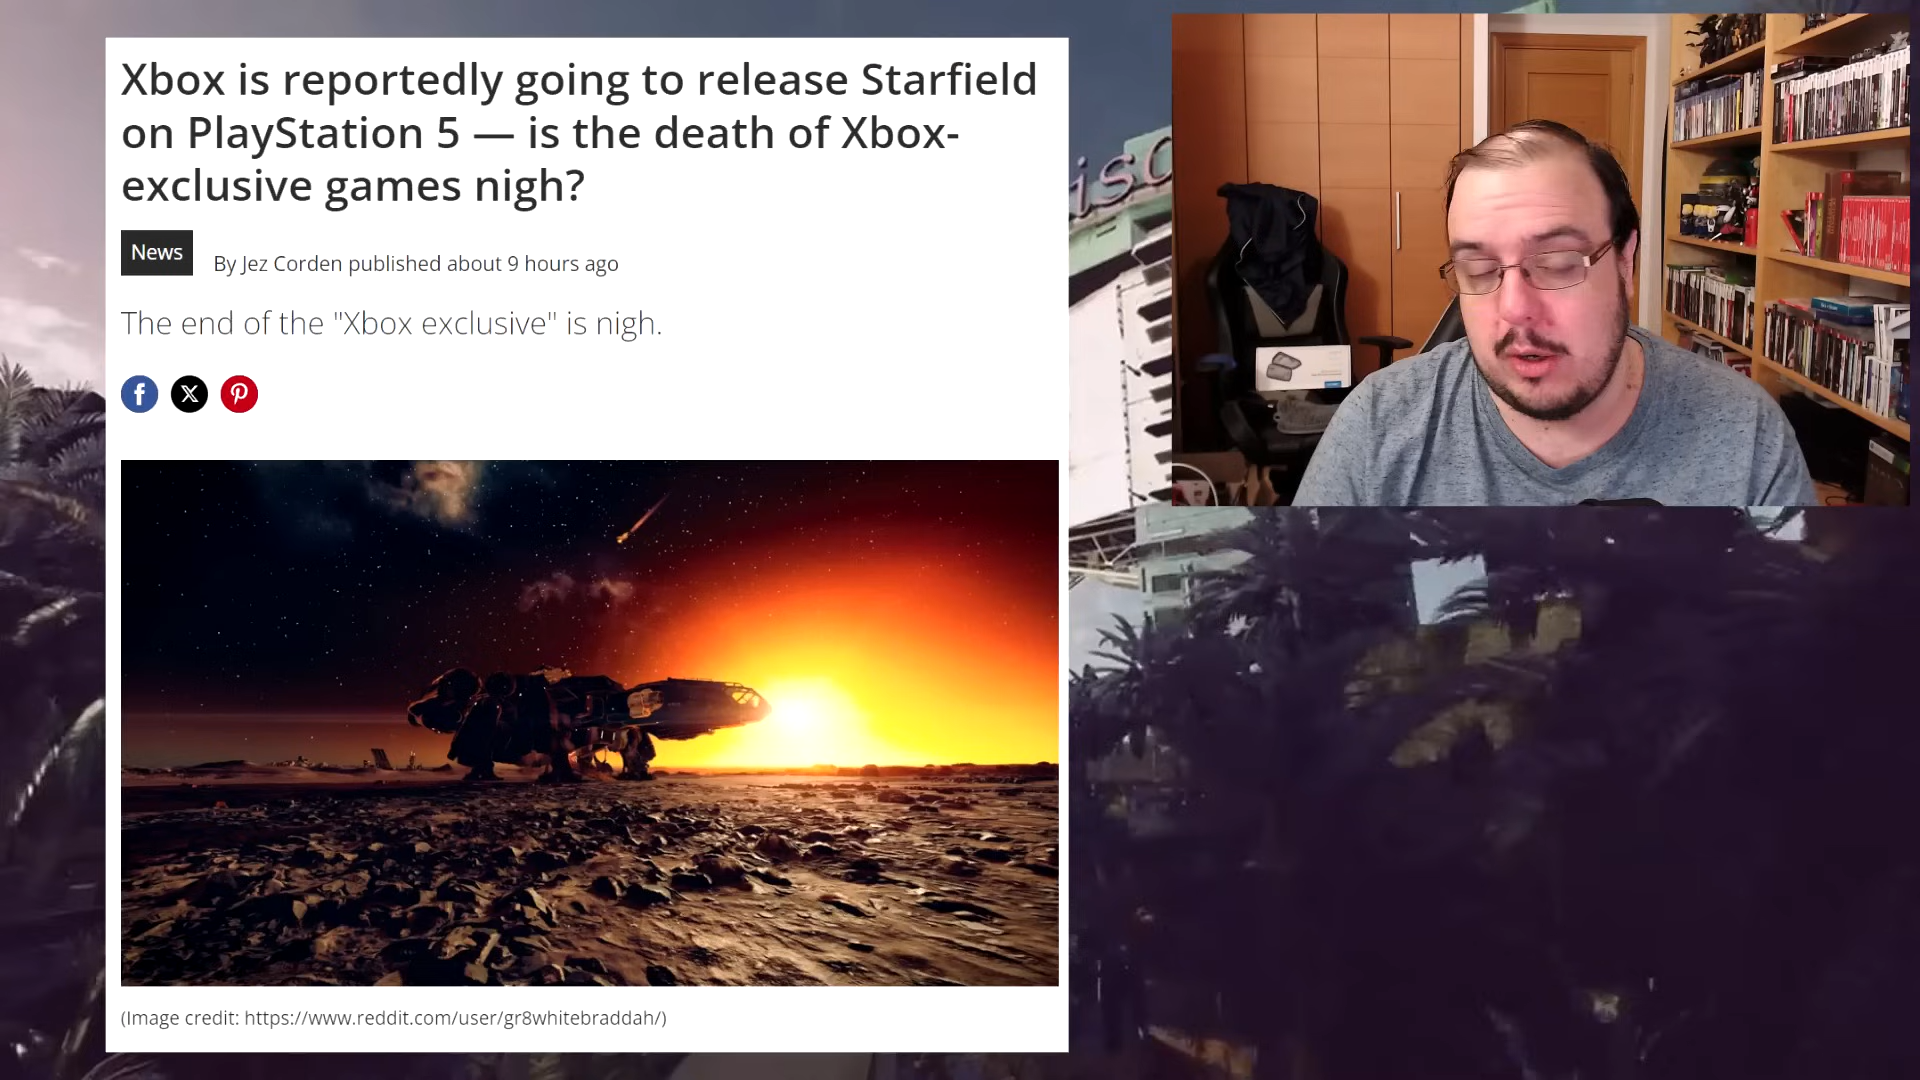 Xbox is reportedly going to release Starfield
on PlayStation 5 — is the death of Xbox-
exclusive games nigh?
News
By Jez Corden published about 9 hours ago
The end of the "Xbox exclusive" is nigh.
(Image credit: https://www.reddit.com/user/gr8whitebraddah/)